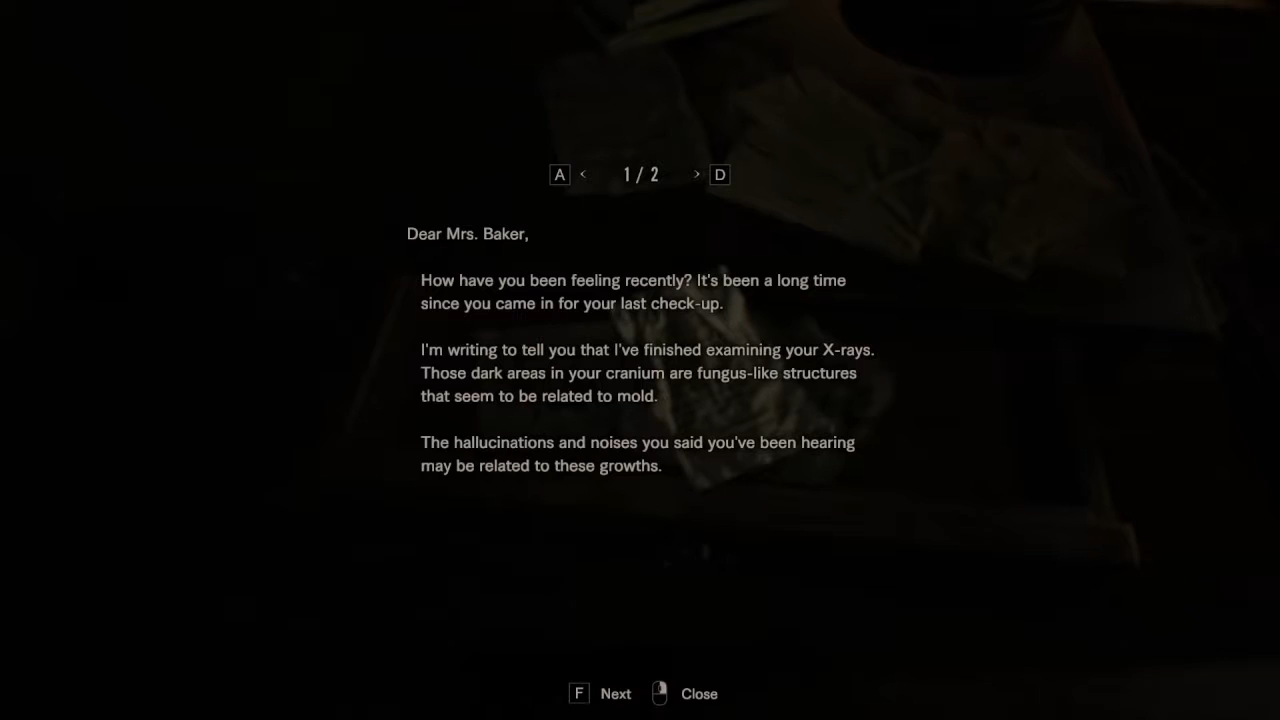 A < 1 / 2 > D
Dear Mrs. Baker,
How have you been feeling recently? It's been a long time
since you came in for your last check-up.
I'm writing to tell you that I've finished examining your X-rays.
Those dark areas in your cranium are fungus-like structures
that seem to be related to mold.
The hallucinations and noises you said you've been hearing
may be related to these growths.
F Next Close